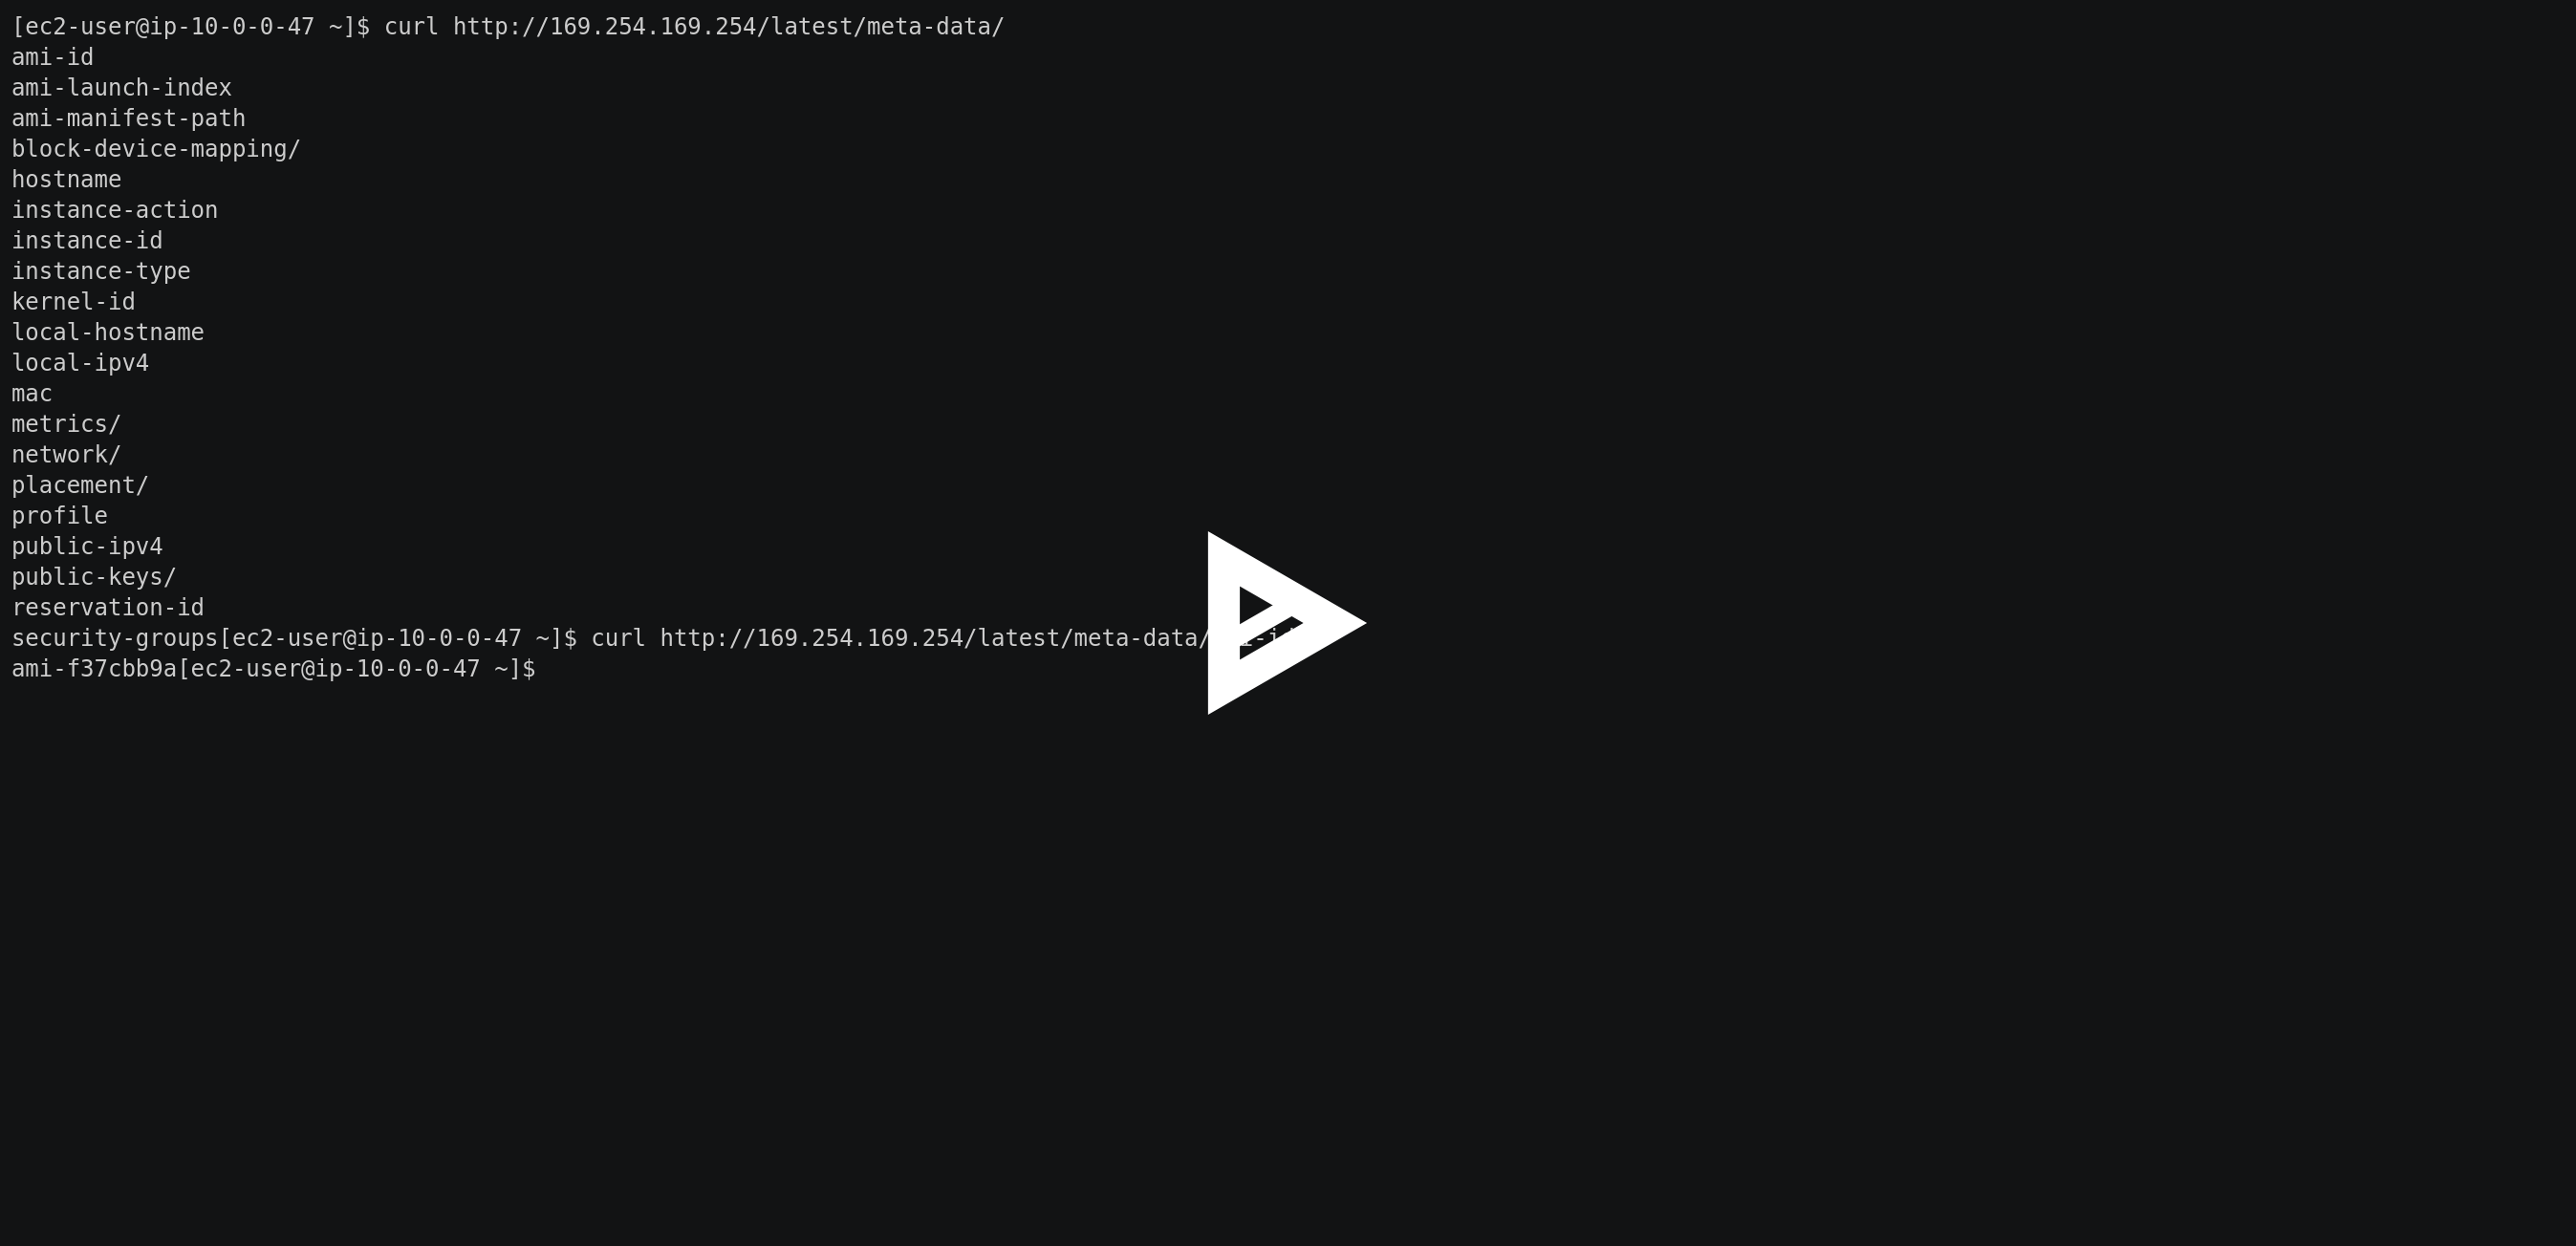 [ec2-user@ip-10-0-0-47 ~]$ curl http://169.254.169.254/latest/meta-data/
ami-id
ami-launch-index
ami-manifest-path
block-device-mapping/
hostname
instance-action
instance-id
instance-type
kernel-id
local-hostname
local-ipv4
mac
metrics/
network/
placement/
profile
public-ipv4
public-keys/
reservation-id
security-groups[ec2-user@ip-10-0-0-47 ~]$ curl http://169.254.169.254/latest/meta-data/
ami-f37cbb9a[ec2-user@ip-10-0-0-47 ~]$